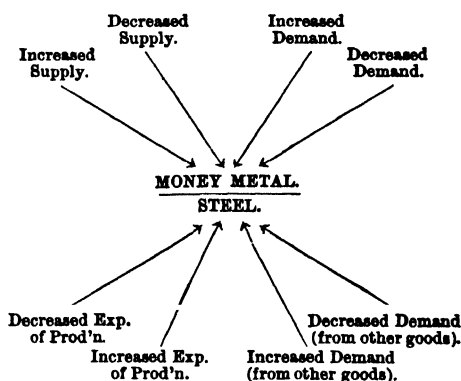 Decreased
Supply.
Increased
Demand.
Increased
Supply.
Decreased
Demand.
MONEY METAL.
STEEL.
Decreased Exp.
of Prod'n.
Decreased Demand
(from other goods).
Increased Exp.
of Prod'n.
Increased Demand
(from other goods).